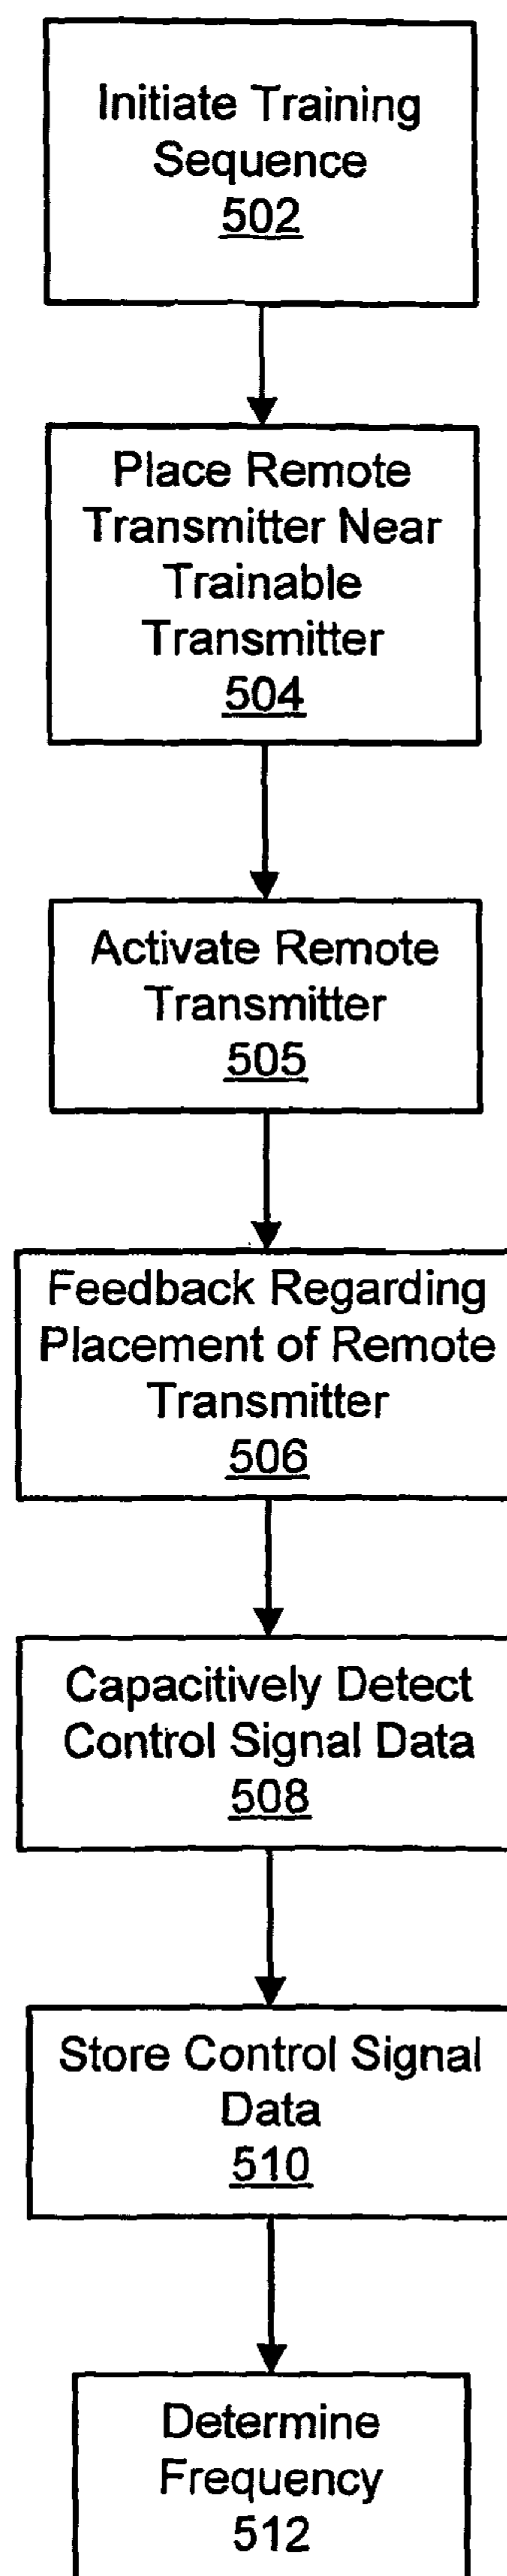 Initiate Training
Sequence
502
Place Remote
Transmitter Near
Trainable
Transmitter
504
Activate Remote
Transmitter
505
Feedback Regarding
Placement of Remote
Transmitter
506
Capacitively Detect
Control Signal Data
508
Store Control Signal
Data
510
Determine
Frequency
512